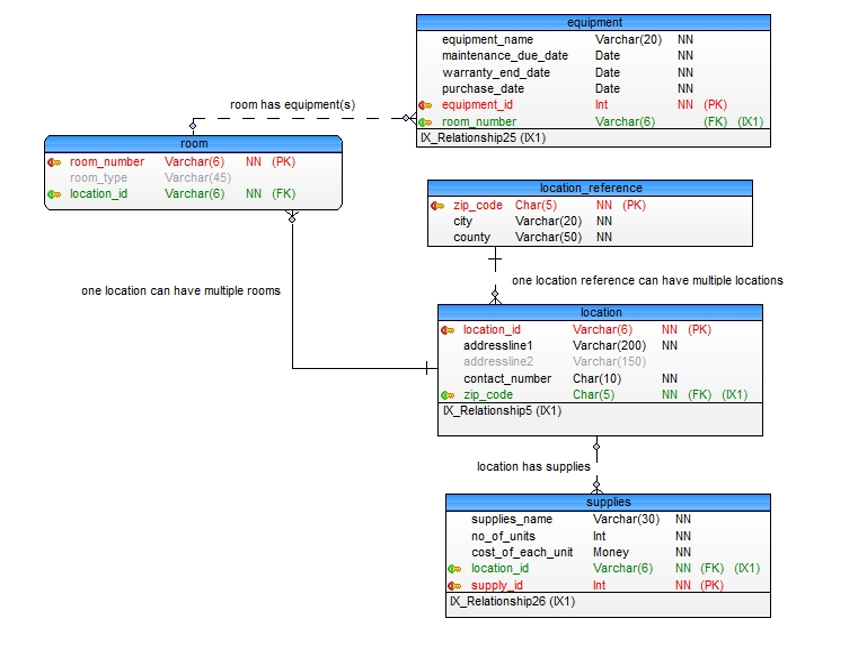 equipment
equipment_name Varchar(20) NN
maintenance_due_date Date NN
warranty_end_date Date NN
purchase_date Date NN
equipment_id Int NN (PK)
room_number Varchar(6) (FK) (IX1)
IX_Relationship25 (IX1)
room has equipment(s)
room
room_number Varchar(6) NN (PK)
room_type Varchar(45)
location_id Varchar(6) NN (FK)
location_reference
zip_code Char(5) NN (PK)
city Varchar(20) NN
county Varchar(50) NN
one location reference can have multiple locations
one location can have multiple rooms
location
location_id Varchar(6) NN (PK)
addressline1 Varchar(200) NN
addressline2 Varchar(150)
contact_number Char(10) NN
zip_code Char(5) NN (FK) (IX1)
IX_Relationship5 (IX1)
location has supplies
supplies
supplies_name Varchar(30) NN
no_of_units Int NN
cost_of_each_unit Money NN
location_id Varchar(6) NN (FK) (IX1)
supply_id Int NN (PK)
IX_Relationship26 (IX1)